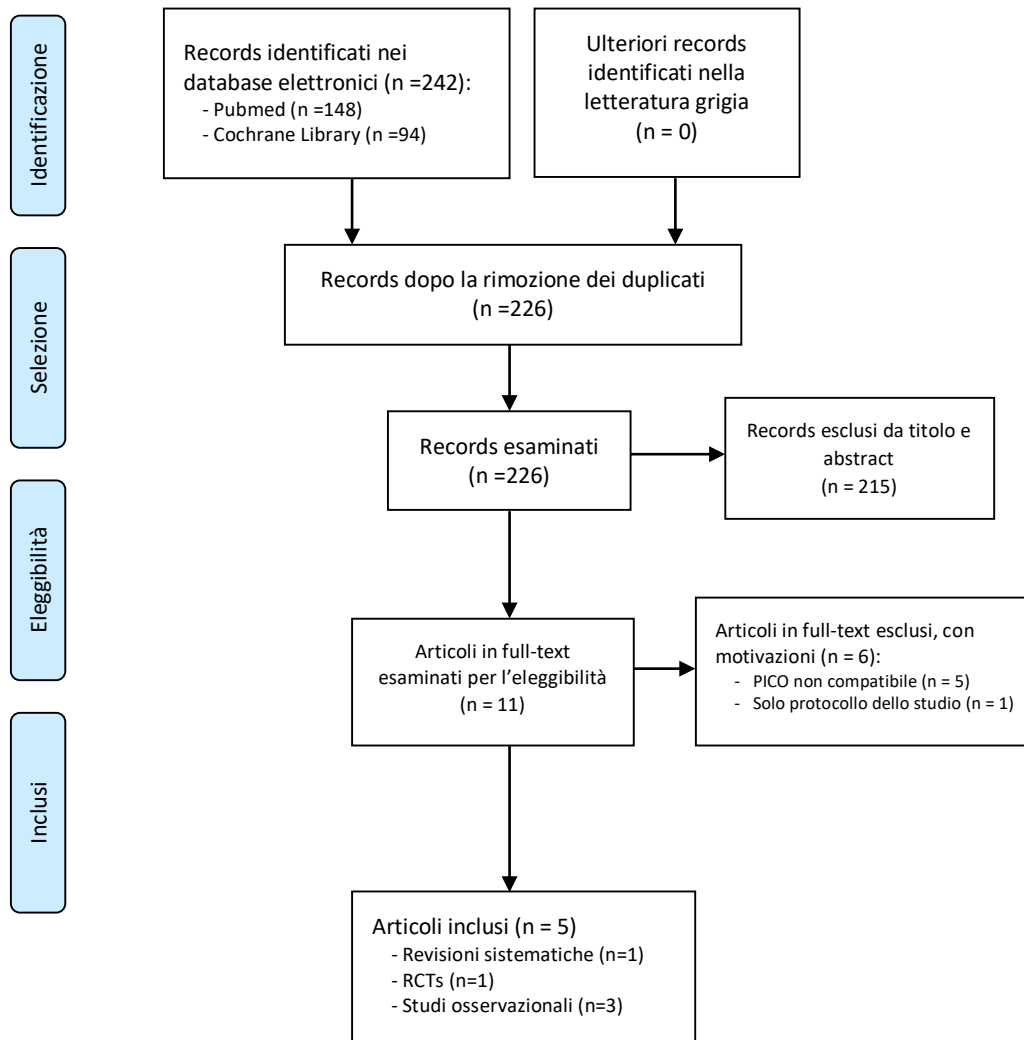 Identificazione
Records identificati nei
database elettronici (n =242):
- Pubmed (n =148)
- Cochrane Library (n =94)
Ulteriori records
identificati nella
letteratura grigia
(n = 0)
Selezione
Records dopo la rimozione dei duplicati
(n =226)
Records esaminati
(n =226)
Records esclusi da titolo e
abstract
(n = 215)
Eleggibilità
Articoli in full-text
esaminati per l'eleggibilità
(n = 11)
Articoli in full-text esclusi, con
motivazioni (n = 6):
- PICO non compatibile (n = 5)
- Solo protocollo dello studio (n = 1)
Inclusi
Articoli inclusi (n = 5)
- Revisioni sistematiche (n=1)
- RCTs (n=1)
- Studi osservazionali (n=3)